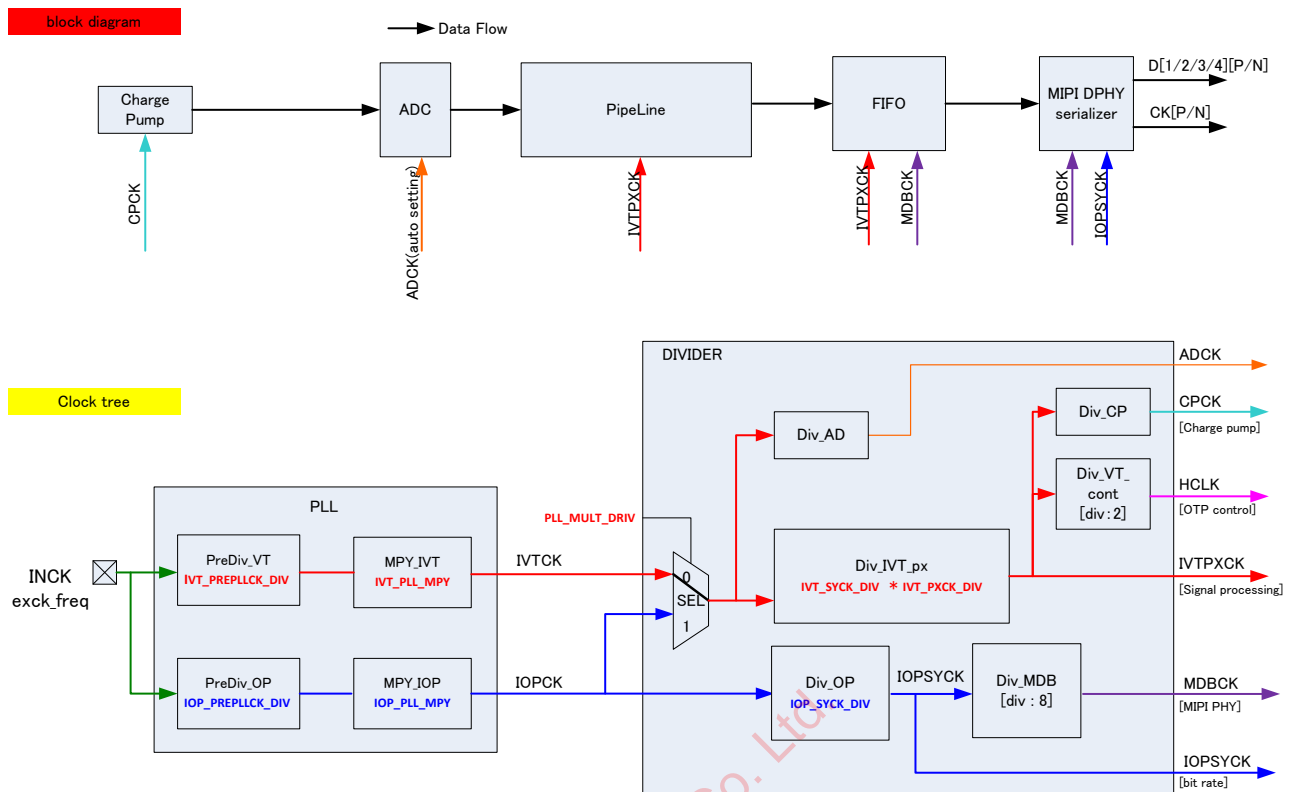 block diagram
Data Flow
Charge
Pump
ADC
PipeLine
FIFO
MIPI DPHY
serializer
D[1/2/3/4][P/N]
CK[P/N]
CPCK
ADCK(auto setting)
IVTPXCK
IVTPXCK
MDBCK
MDBCK
IOPSYCK
Clock tree
DIVIDER
ADCK
Div_AD
Div_CP
CPCK
[Charge pump]
Div_VT_
cont
[div:2]
HCLK
[OTP control]
PLL
PLL_MULT_DRIV
INCK
exck_freq
PreDiv_VT
IVT_PREPLLCK_DIV
MPY_IVT
IVT_PLL_MPY
IVTCK
0
SEL
1
Div_IVT_px
IVT_SYCK_DIV * IVT_PXCK_DIV
IVTPXCK
[Signal processing]
PreDiv_OP
IOP_PREPLLCK_DIV
MPY_IOP
IOP_PLL_MPY
IOPCK
Div_OP
IOP_SYCK_DIV
IOPSYCK
Div_MDB
[div : 8]
MDBCK
[MIPI PHY]
IOPSYCK
[bit rate]
Co. Ltd